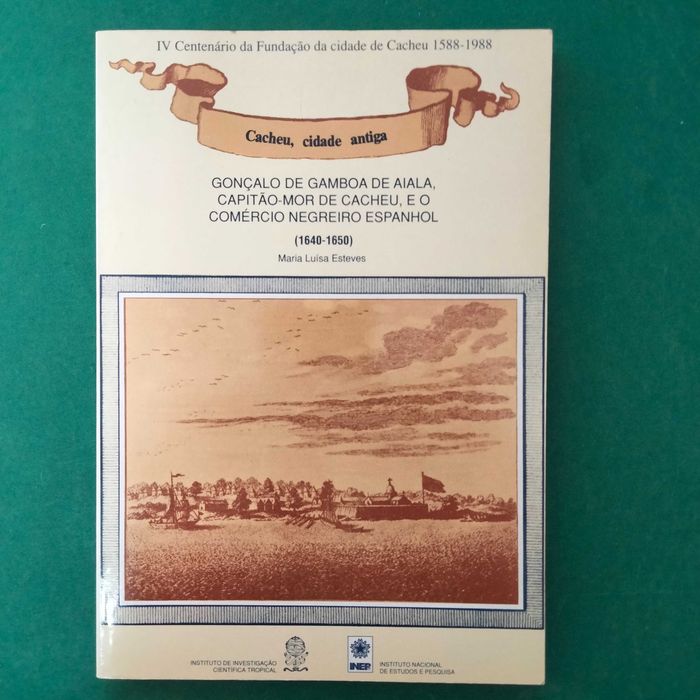 IV Centenário da Fundação da cidade de Cacheu 1588-1988
Cacheu, cidade antiga
GONÇALO DE GAMBOA DE AIALA,
CAPITÃO-MOR DE CACHEU, E O
COMÉRCIO NEGREIRO ESPANHOL
(1640-1650)
Maria Luísa Esteves
INSTITUTO DE INVESTIGAÇÃO
CIENTÍFICA TROPICAL
INEP
INSTITUTO NACIONAL
DE ESTUDOS E PESQUISA